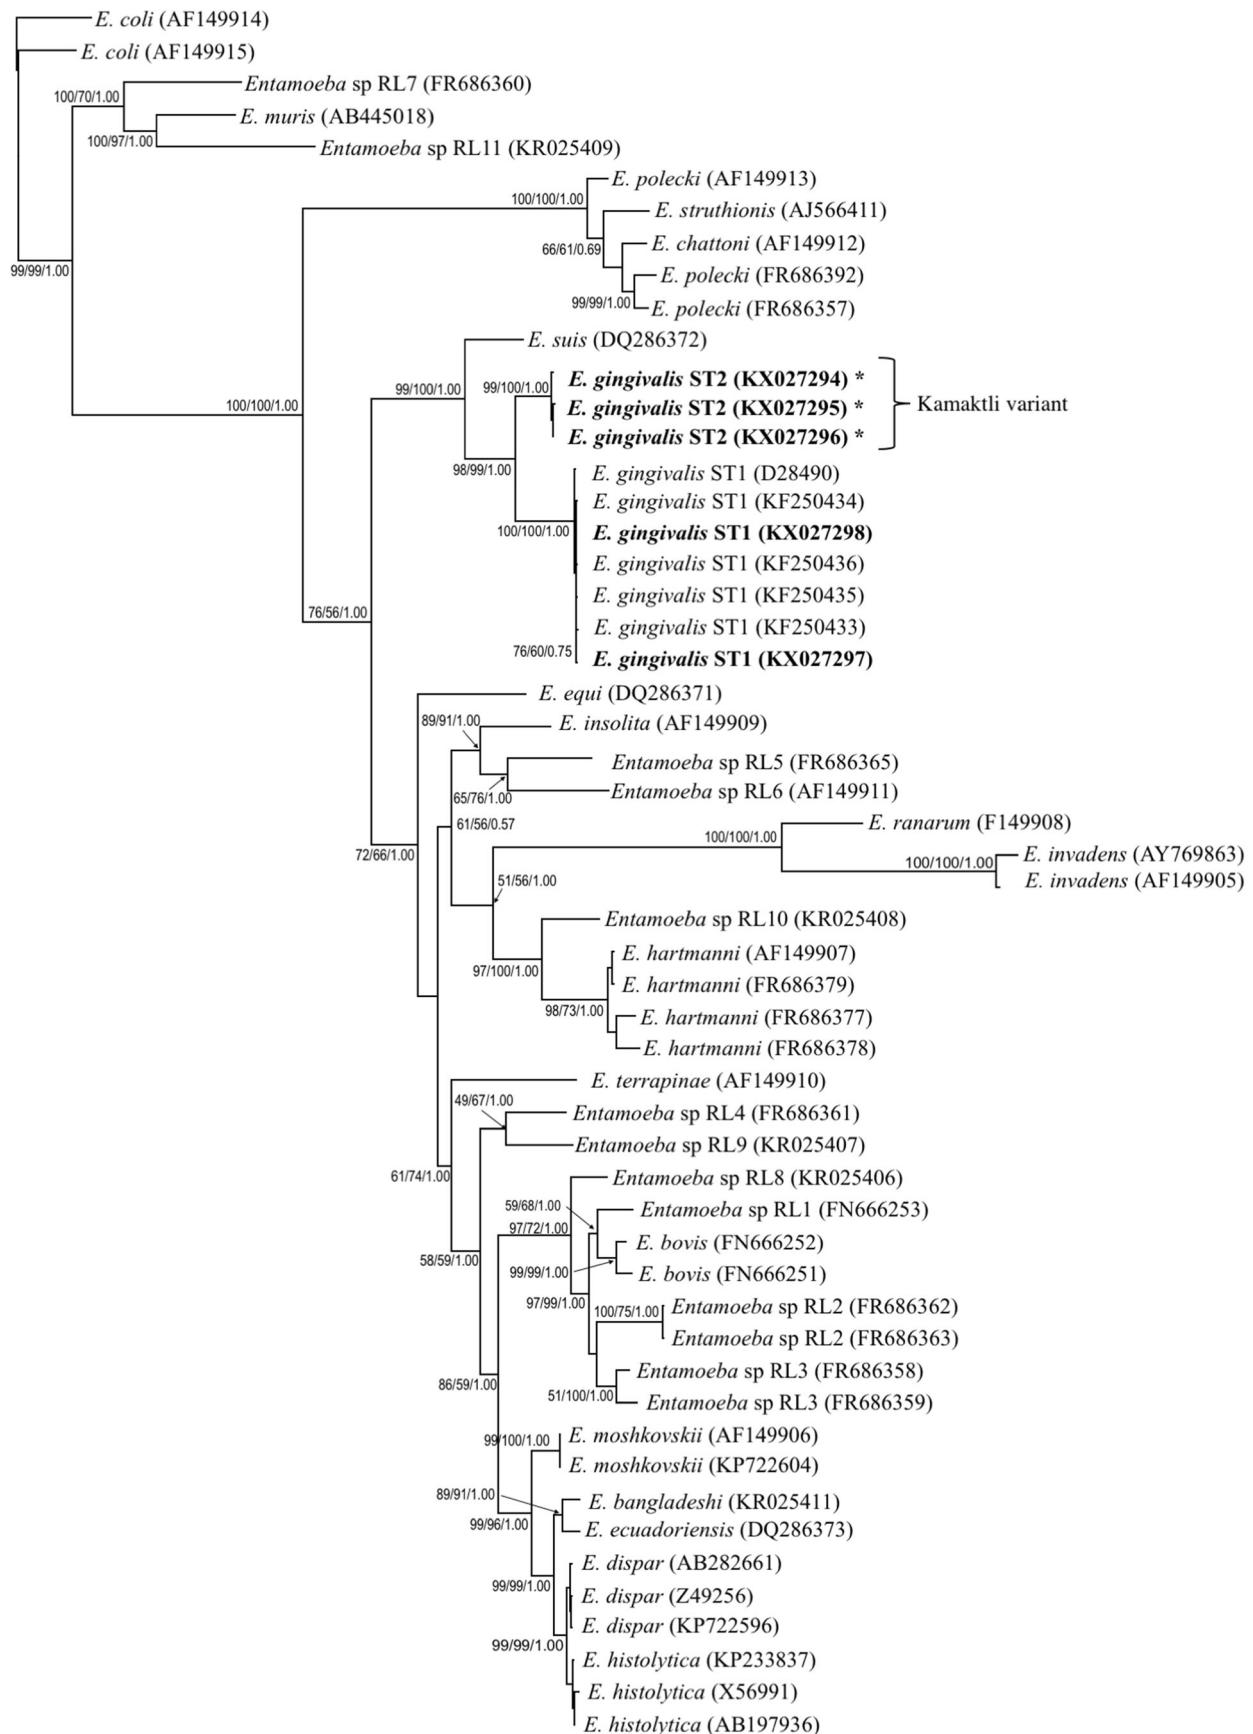 E. coli (AF149914)
E. coli (AF149915)
Entamoeba sp RL7 (FR686360)
100/70/1.00
E. muris (AB445018)
100/97/1.00
Entamoeba sp RL11 (KR025409)
E. polecki (AF149913)
100/100/1.00
E. struthionis (AJ566411)
66/61/0.69
E. chattoni (AF149912)
99/99/1.00
E. polecki (FR686392)
99/99/1.00
E. polecki (FR686357)
E. suis (DQ286372)
E. gingivalis ST2 (KX027294) *
99/100/1.00
99/100/1.00
E. gingivalis ST2 (KX027295) *
Kamaktli variant
100/100/1.00
E. gingivalis ST2 (KX027296) *
98/99/1.00
E. gingivalis ST1 (D28490)
E. gingivalis ST1 (KF250434)
100/100/1.00
E. gingivalis ST1 (KX027298)
E. gingivalis ST1 (KF250436)
E. gingivalis ST1 (KF250435)
76/56/1.00
E. gingivalis ST1 (KF250433)
76/60/0.75
E. gingivalis ST1 (KX027297)
E. equi (DQ286371)
89/91/1.00
E. insolita (AF149909)
Entamoeba sp RL5 (FR686365)
65/76/1.00
Entamoeba sp RL6 (AF149911)
61/56/0.57
E. ranarum (F149908)
100/100/1.00
72/66/1.00
E. invadens (AY769863)
100/100/1.00
51/56/1.00
E. invadens (AF149905)
Entamoeba sp RL10 (KR025408)
E. hartmanni (AF149907)
97/100/1.00
E. hartmanni (FR686379)
98/73/1.00
E. hartmanni (FR686377)
E. hartmanni (FR686378)
E. terrapinae (AF149910)
49/67/1.00
Entamoeba sp RL4 (FR686361)
Entamoeba sp RL9 (KR025407)
61/74/1.00
Entamoeba sp RL8 (KR025406)
59/68/1.00
Entamoeba sp RL1 (FN666253)
97/72/1.00
E. bovis (FN666252)
58/59/1.00
99/99/1.00
E. bovis (FN666251)
97/99/1.00
100/75/1.00
Entamoeba sp RL2 (FR686362)
Entamoeba sp RL2 (FR686363)
Entamoeba sp RL3 (FR686358)
86/59/1.00
51/100/1.00
Entamoeba sp RL3 (FR686359)
E. moshkovskii (AF149906)
99/100/1.00
E. moshkovskii (KP722604)
89/91/1.00
E. bangladeshi (KR025411)
99/96/1.00
E. ecuadoriensis (DQ286373)
E. dispar (AB282661)
99/99/1.00
E. dispar (Z49256)
E. dispar (KP722596)
99/99/1.00
E. histolytica (KP233837)
E. histolytica (X56991)
E. histolytica (AB197936)